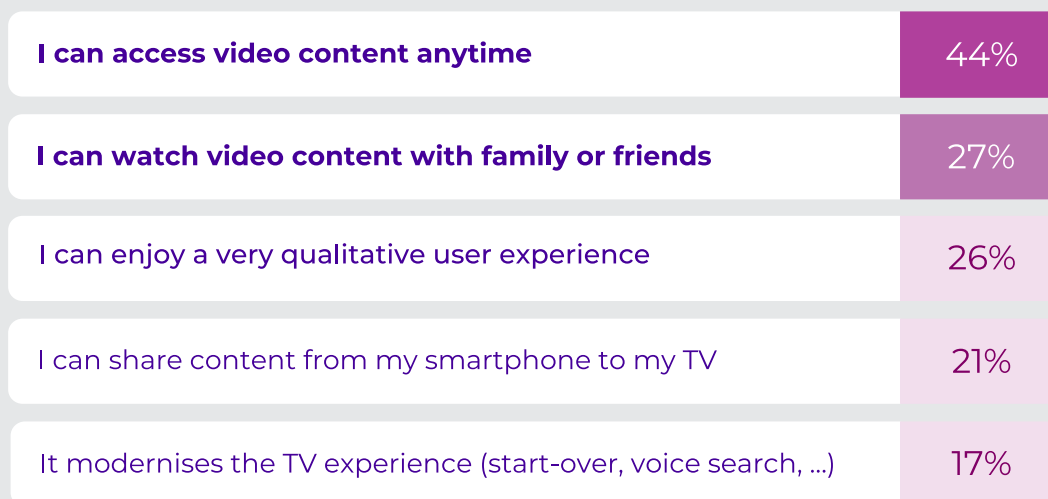 I can access video content anytime 44%
I can watch video content with family or friends 27%
I can enjoy a very qualitative user experience 26%
I can share content from my smartphone to my TV 21%
It modernises the TV experience (start-over, voice search, ...) 17%